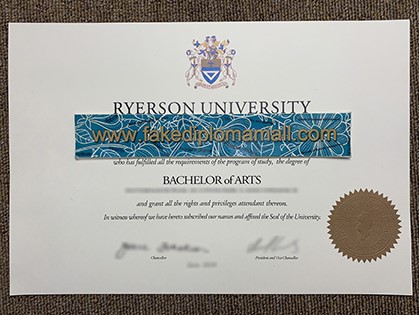 RYERSON UNIVERSITY
www.fakediplomamall.com
who has fulfilled all the requirements of the program of study, the degree of
BACHELOR of ARTS
and grant all the rights and privileges attendant thereon.
In witness whereof we have hereto subscribed our names and affixed the Seal of the University.
Chancellor
President and Vice-Chancellor